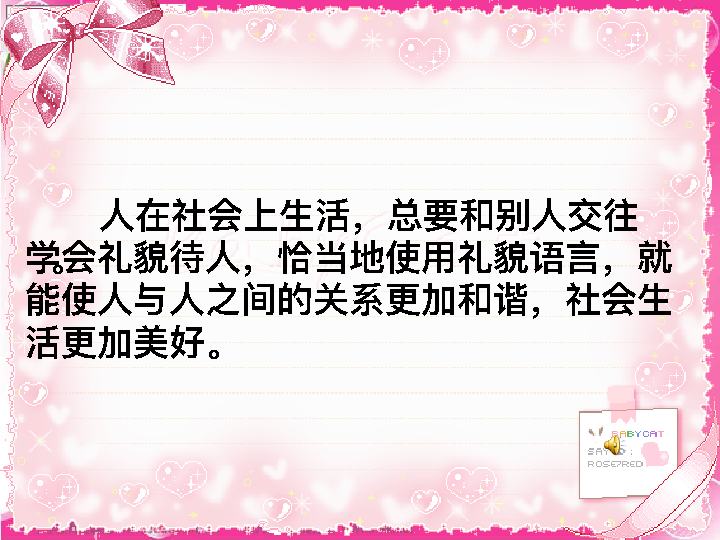 人在社会上生活，总要和别人交往
。学会礼貌待人，恰当地使用礼貌语言，就
能使人与人之间的关系更加和谐，社会生
活更加美好。
BABYCAT
ROSE7RED